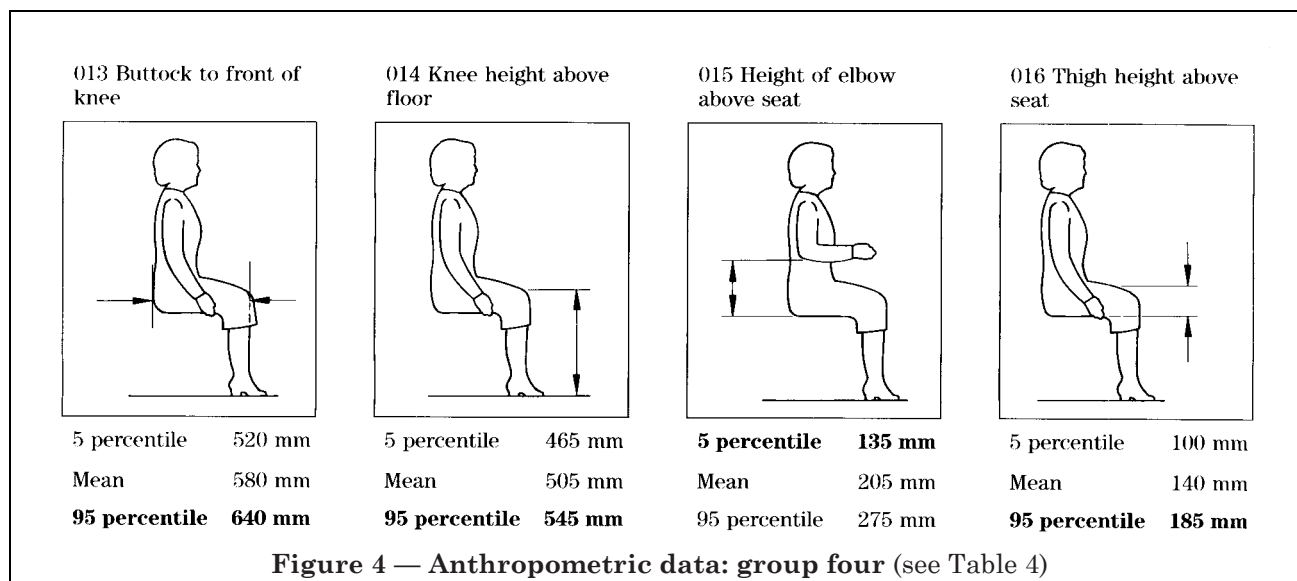 013 Buttock to front of
knee
5 percentile 520 mm
Mean 580 mm
95 percentile 640 mm
014 Knee height above
floor
5 percentile 465 mm
Mean 505 mm
95 percentile 545 mm
015 Height of elbow
above seat
5 percentile 135 mm
Mean 205 mm
95 percentile 275 mm
016 Thigh height above
seat
5 percentile 100 mm
Mean 140 mm
95 percentile 185 mm
Figure 4 — Anthropometric data: group four (see Table 4)